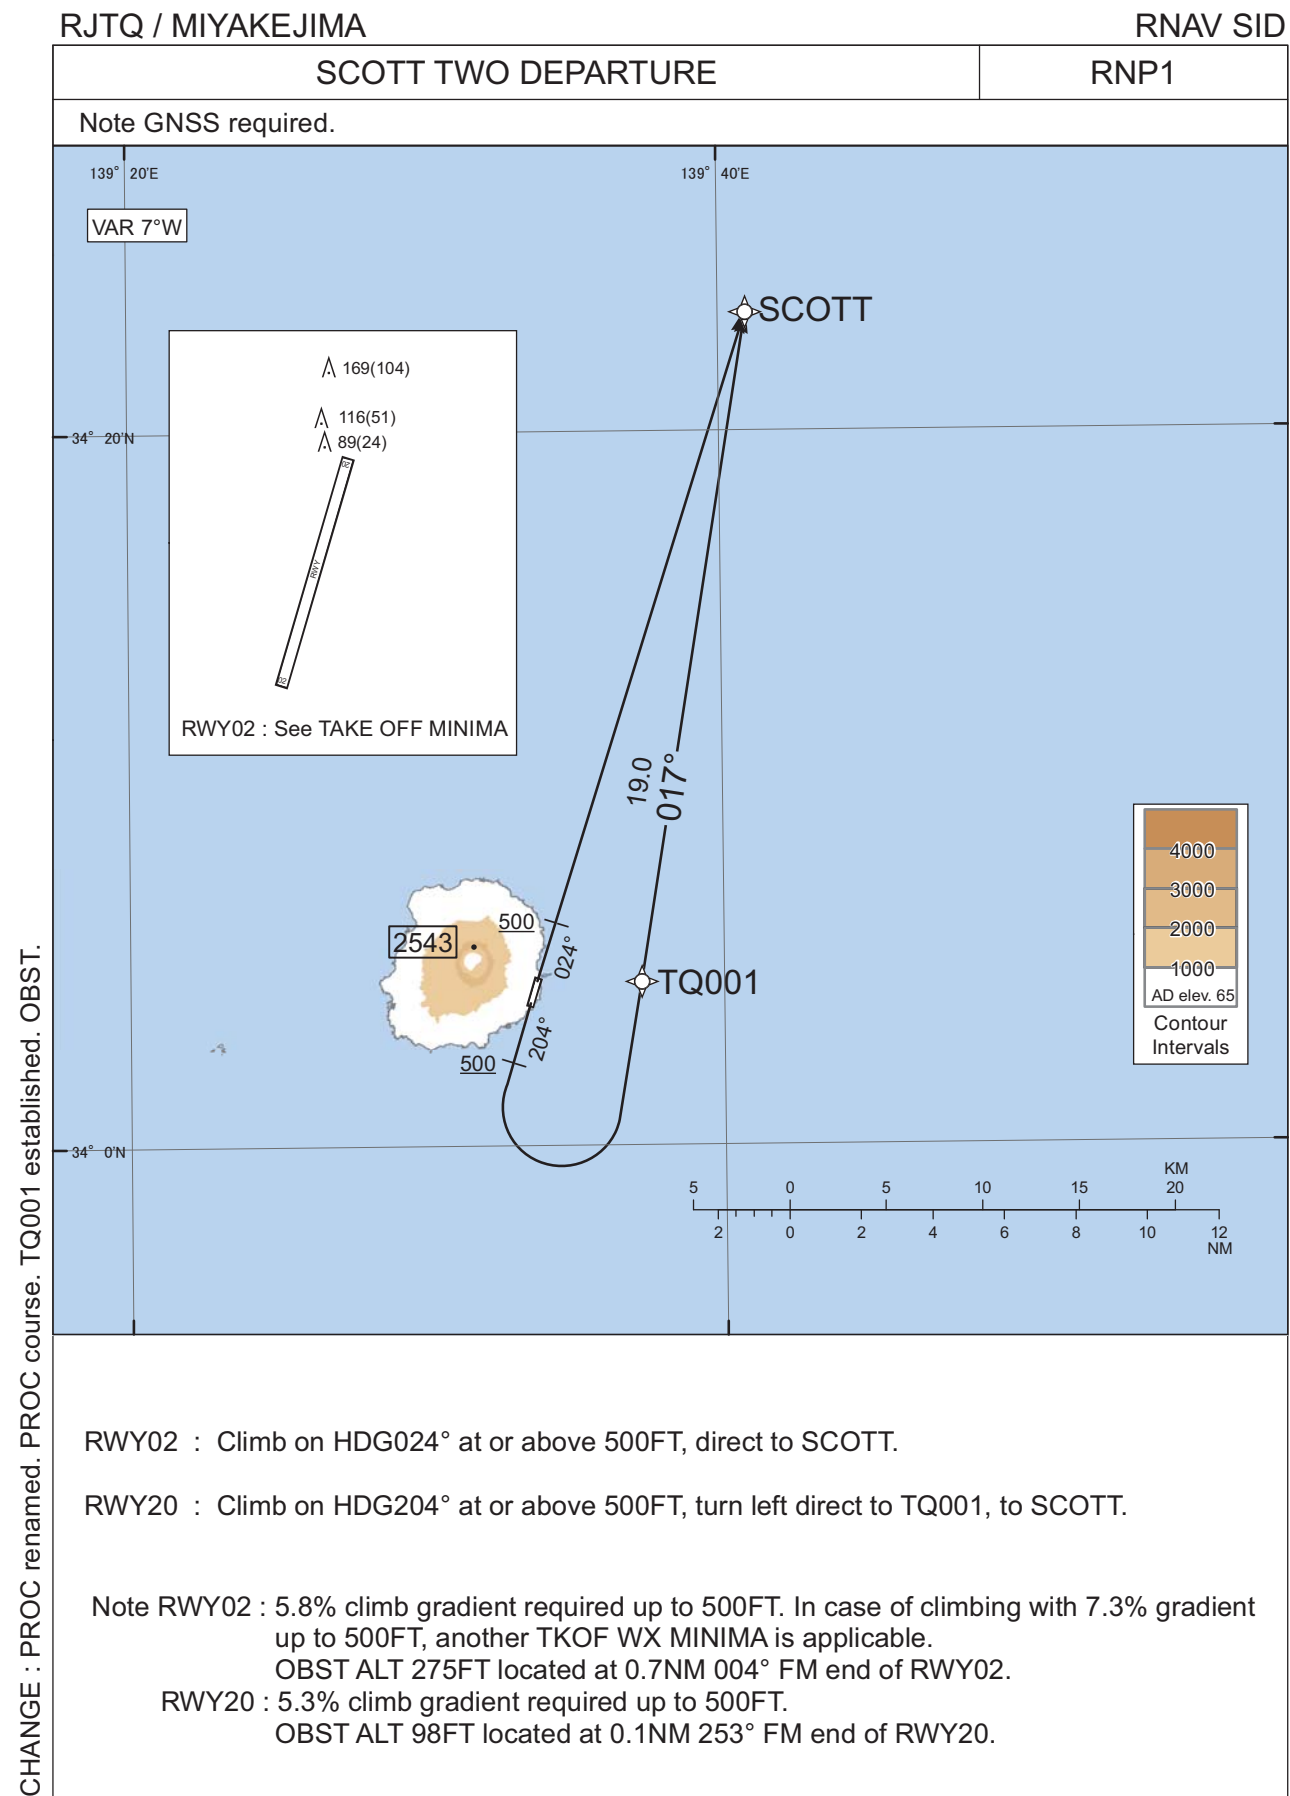 RJTQ / MIYAKEJIMA
RNAV SID
SCOTT TWO DEPARTURE
RNP1
Note GNSS required.
139° 20'E
139° 40'E
VAR 7°W
SCOTT
169(104)
116(51)
89(24)
34° 20'N
20
RWY
02
RWY02 : See TAKE OFF MINIMA
19.0
017°
4000
3000
2000
1000
AD elev. 65
Contour
Intervals
500
2543
024°
TQ001
204°
500
34° 0'N
KM
5 0 5 10 15 20
2 0 2 4 6 8 10 12
NM
RWY02 : Climb on HDG024° at or above 500FT, direct to SCOTT.
RWY20 : Climb on HDG204° at or above 500FT, turn left direct to TQ001, to SCOTT.
Note RWY02 : 5.8% climb gradient required up to 500FT. In case of climbing with 7.3% gradient
up to 500FT, another TKOF WX MINIMA is applicable.
OBST ALT 275FT located at 0.7NM 004° FM end of RWY02.
RWY20 : 5.3% climb gradient required up to 500FT.
OBST ALT 98FT located at 0.1NM 253° FM end of RWY20.
CHANGE : PROC renamed. PROC course. TQ001 established. OBST.